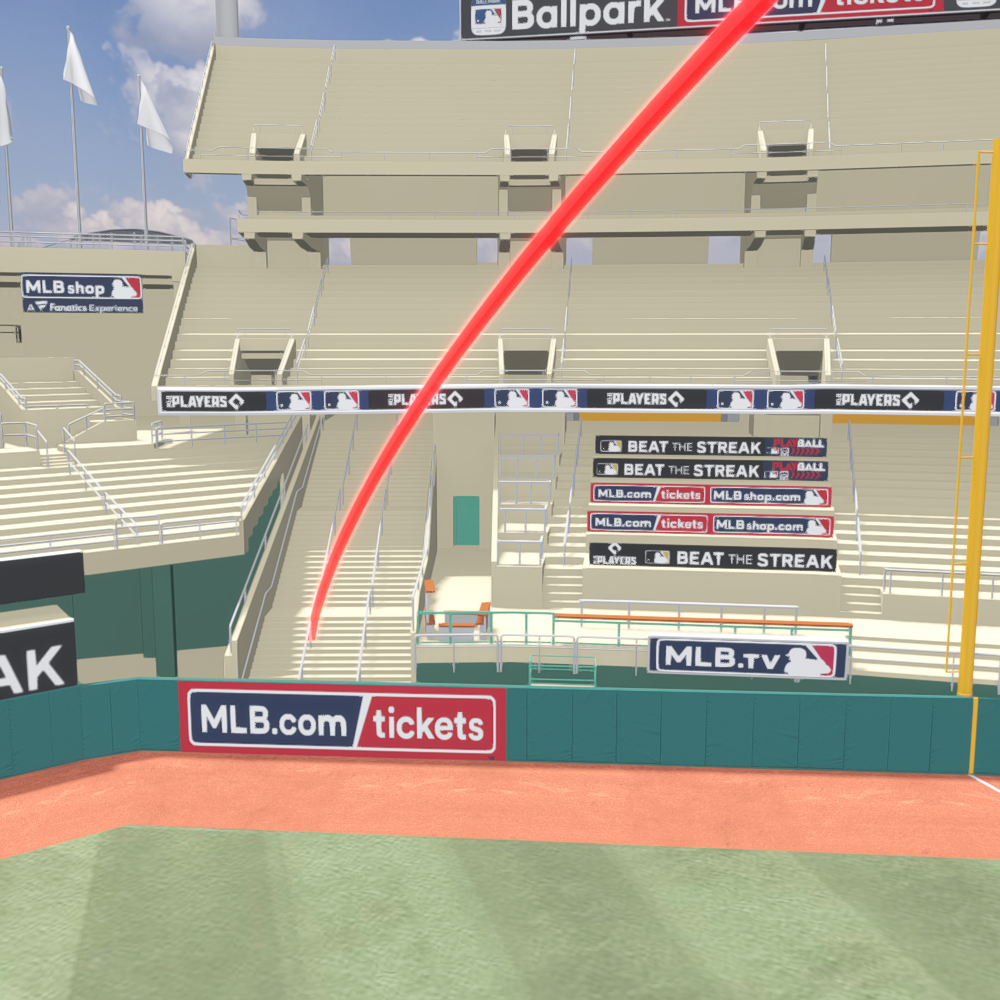 Ballpark
MLB.com/tickets
MLB shop
A Fanatics Experience
MLB PLAYERS
MLB PLAYERS
PLAYERS
PLAYERS
BEAT THE STREAK PLAY BALL
BEAT THE STREAK PLAY BALL
MLB.com/tickets MLBshop.com
MLB.com/tickets MLBshop.com
PLAYERS BEAT THE STREAK
AK
MLB.TV
MLB.com/tickets